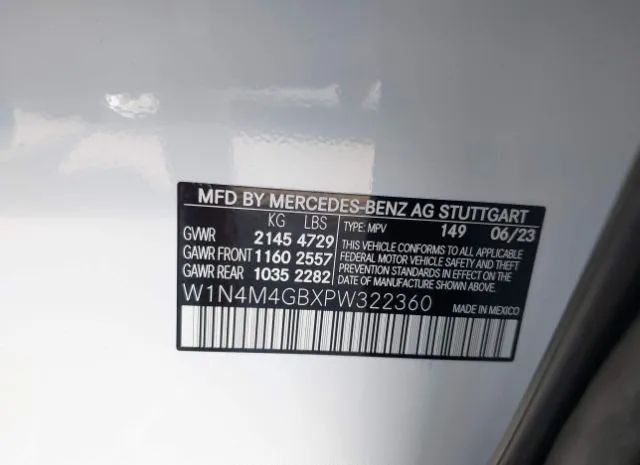 MFD BY MERCEDES-BENZ AG STUTTGART
KG LBS
GVWR 2145 4729
GAWR FRONT 1160 2557
GAWR REAR 1035 2282
TYPE: MPV 149 06/23
THIS VEHICLE CONFORMS TO ALL APPLICABLE
FEDERAL MOTOR VEHICLE SAFETY AND
THEFT PREVENTION STANDARDS IN EFFECT ON THE
DATE OF MANUFACTURE SHOWN ABOVE.
W1N4M4GBXPW322360
MADE IN MEXICO